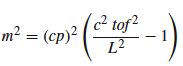 m² = (cp)² (c² tof² / L² − 1)